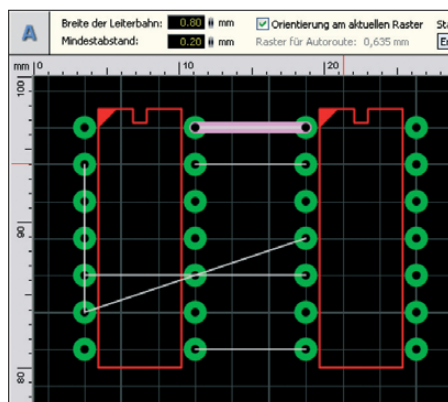 A
Breite der Leiterbahn: 0.80 mm
Mindestabstand: 0.20 mm
Orientierung am aktuellen Raster
Raster für Autoroute: 0,635 mm
mm 0 10 20
100
90
80